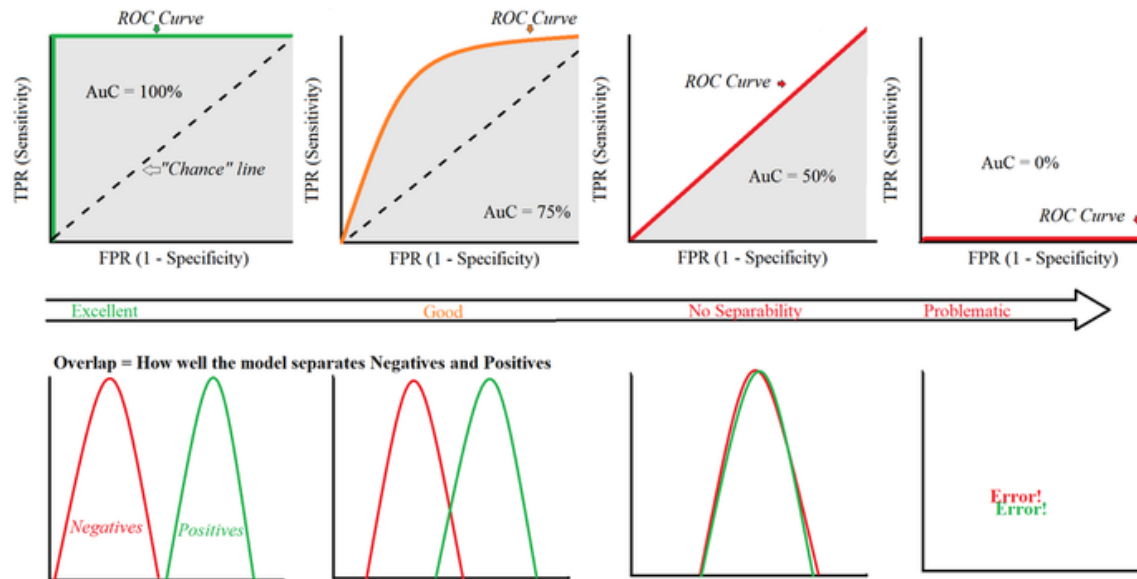 ROC Curve
ROC Curve
TPR (Sensitivity)
AuC = 100%
"Chance" line
FPR (1 - Specificity)
TPR (Sensitivity)
AuC = 75%
FPR (1 - Specificity)
TPR (Sensitivity)
ROC Curve
AuC = 50%
FPR (1 - Specificity)
TPR (Sensitivity)
AuC = 0%
ROC Curve
FPR (1 - Specificity)
Excellent
Good
No Separability
Problematic
Overlap = How well the model separates Negatives and Positives
Negatives
Positives
Error!
Error!